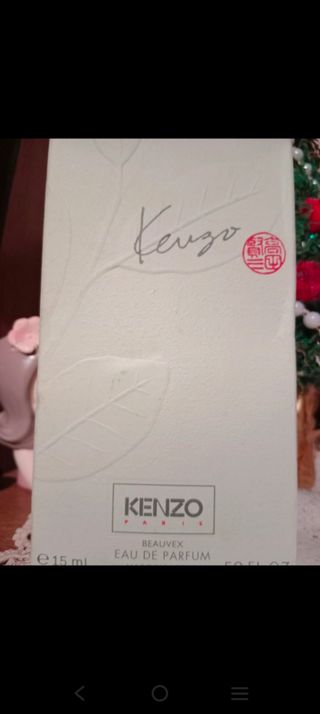 Kenzo
KENZO
PARIS
BEAUVEX
EAU DE PARFUM
e 15 ml